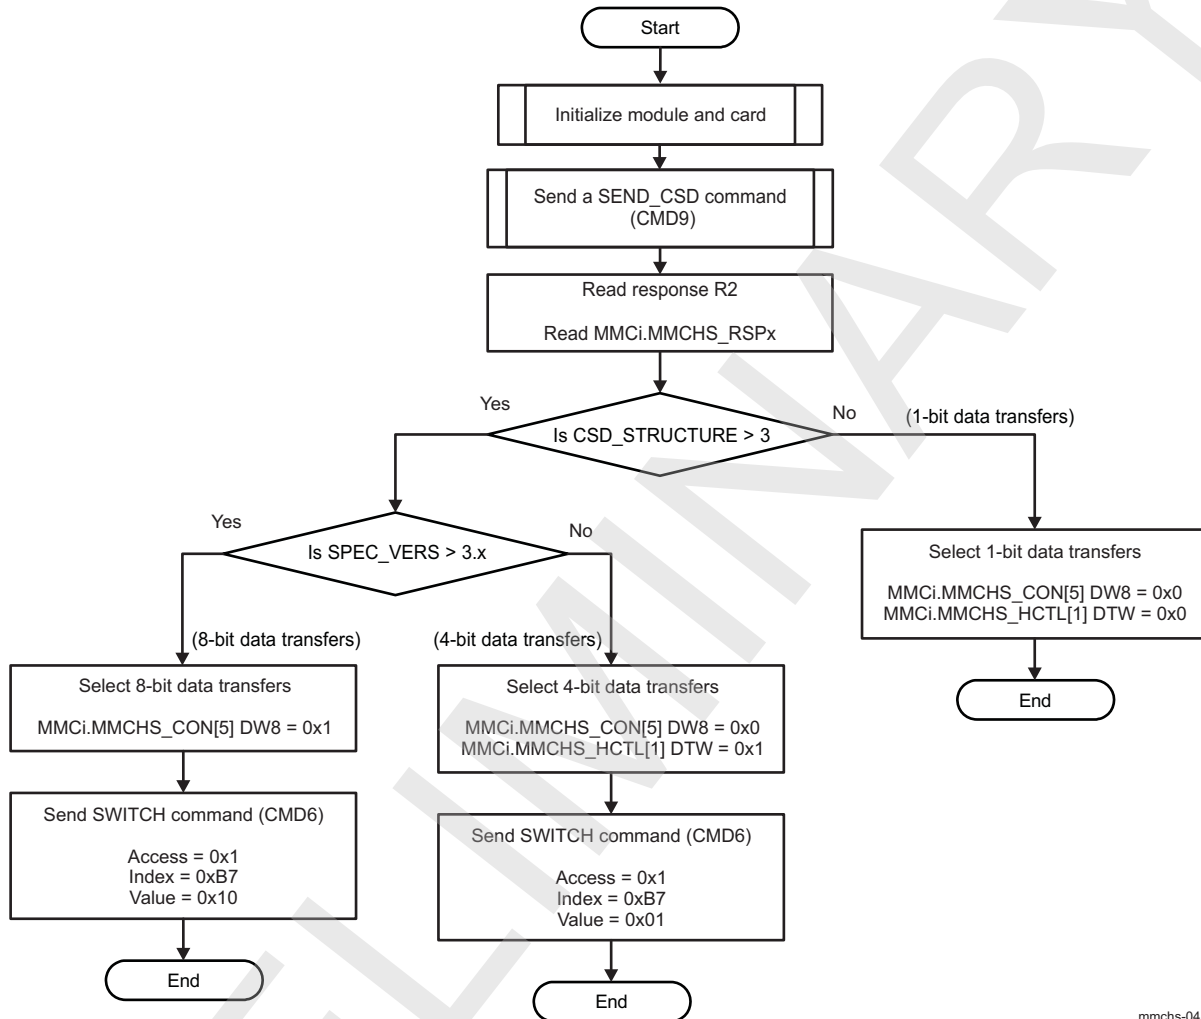 Start
Initialize module and card
Send a SEND_CSD command
(CMD9)
Read response R2
Read MMCi.MMCHS_RSPx
Yes
Is CSD_STRUCTURE > 3
No
(1-bit data transfers)
Yes
Is SPEC_VERS > 3.x
No
Select 1-bit data transfers
MMCi.MMCHS_CON[5] DW8 = 0x0
MMCi.MMCHS_HCTL[1] DTW = 0x0
End
(8-bit data transfers)
(4-bit data transfers)
Select 8-bit data transfers
MMCi.MMCHS_CON[5] DW8 = 0x1
Select 4-bit data transfers
MMCi.MMCHS_CON[5] DW8 = 0x0
MMCi.MMCHS_HCTL[1] DTW = 0x1
Send SWITCH command (CMD6)
Access = 0x1
Index = 0xB7
Value = 0x10
Send SWITCH command (CMD6)
Access = 0x1
Index = 0xB7
Value = 0x01
End
End
mmchs-04
LIMINARY